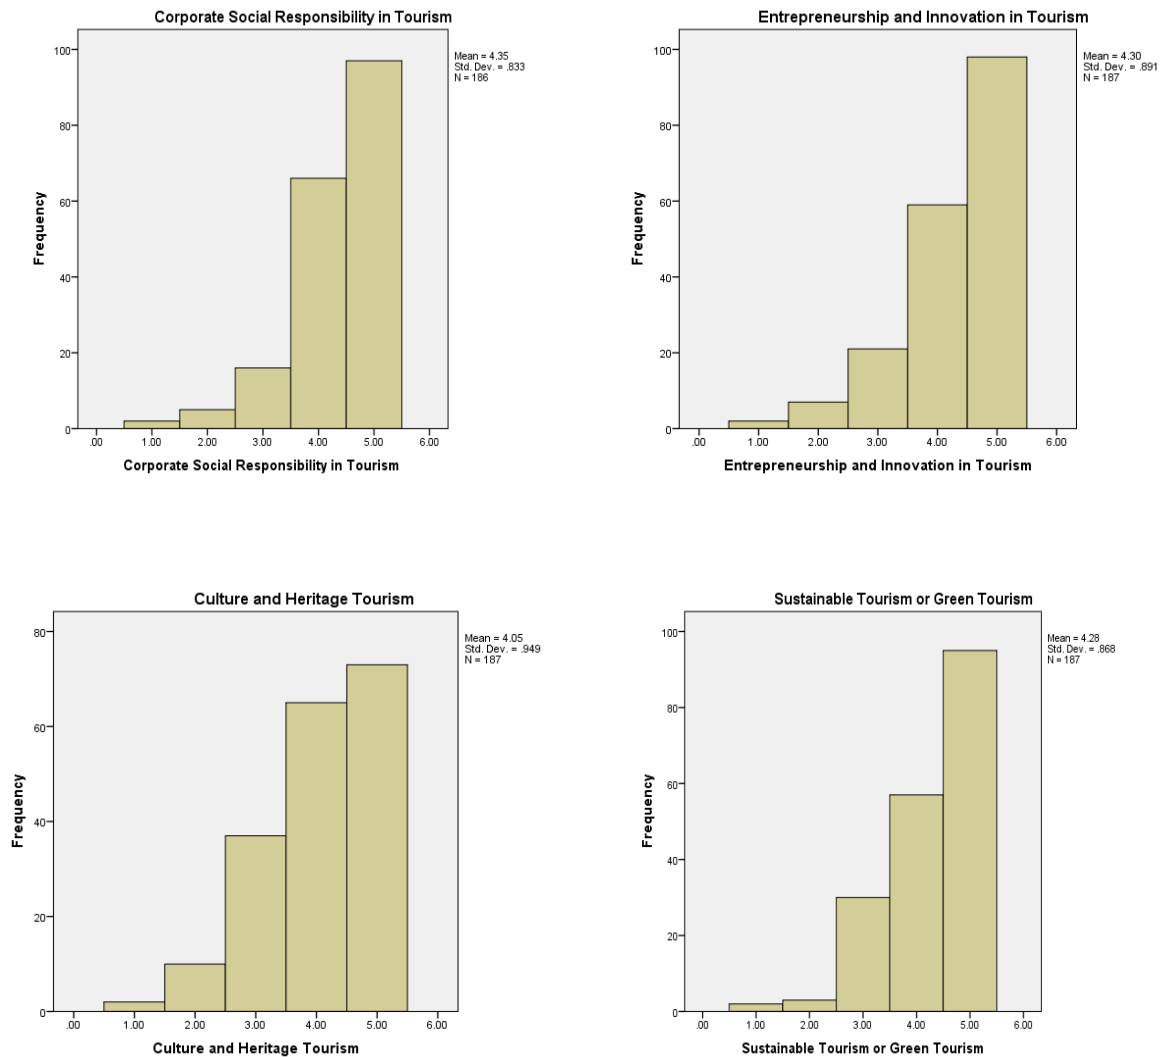 Corporate Social Responsibility in Tourism
Mean = 4.35
Std. Dev. = .833
N = 186
Frequency
100
80
60
40
20
0
.00 1.00 2.00 3.00 4.00 5.00 6.00
Corporate Social Responsibility in Tourism
Entrepreneurship and Innovation in Tourism
Mean = 4.30
Std. Dev. = .891
N = 187
Frequency
100
80
60
40
20
0
.00 1.00 2.00 3.00 4.00 5.00 6.00
Entrepreneurship and Innovation in Tourism
Culture and Heritage Tourism
Mean = 4.05
Std. Dev. = .949
N = 187
Frequency
80
60
40
20
0
.00 1.00 2.00 3.00 4.00 5.00 6.00
Culture and Heritage Tourism
Sustainable Tourism or Green Tourism
Mean = 4.28
Std. Dev. = .868
N = 187
Frequency
100
80
60
40
20
0
.00 1.00 2.00 3.00 4.00 5.00 6.00
Sustainable Tourism or Green Tourism